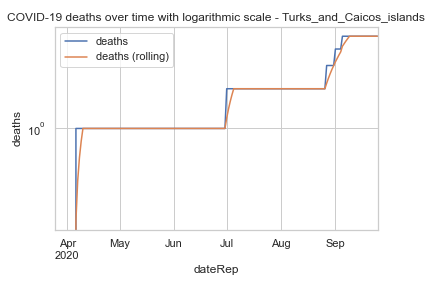 COVID-19 deaths over time with logarithmic scale - Turks_and_Caicos_islands
deaths
deaths (rolling)
deaths
10⁰
Apr May Jun Jul Aug Sep
2020
dateRep